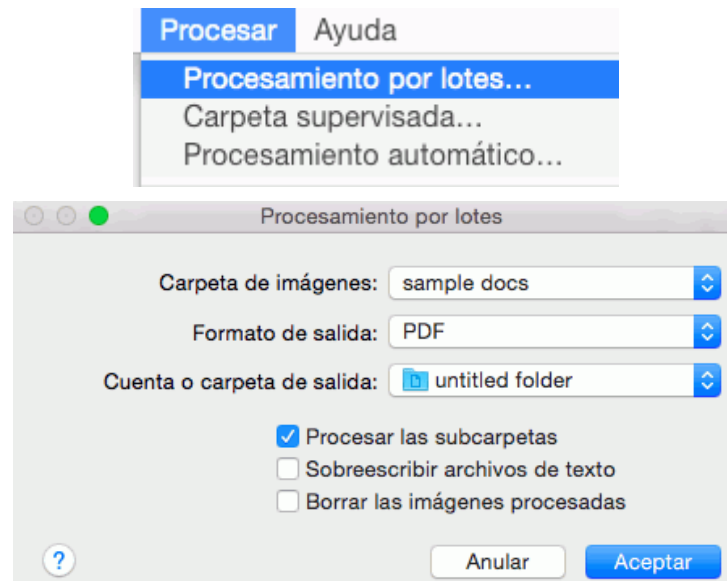 Procesar Ayuda
Procesamiento por lotes...
Carpeta supervisada...
Procesamiento automático...
Procesamiento por lotes
Carpeta de imágenes: sample docs
Formato de salida: PDF
Cuenta o carpeta de salida: untitled folder
Procesar las subcarpetas
Sobreescribir archivos de texto
Borrar las imágenes procesadas
? Anular Aceptar